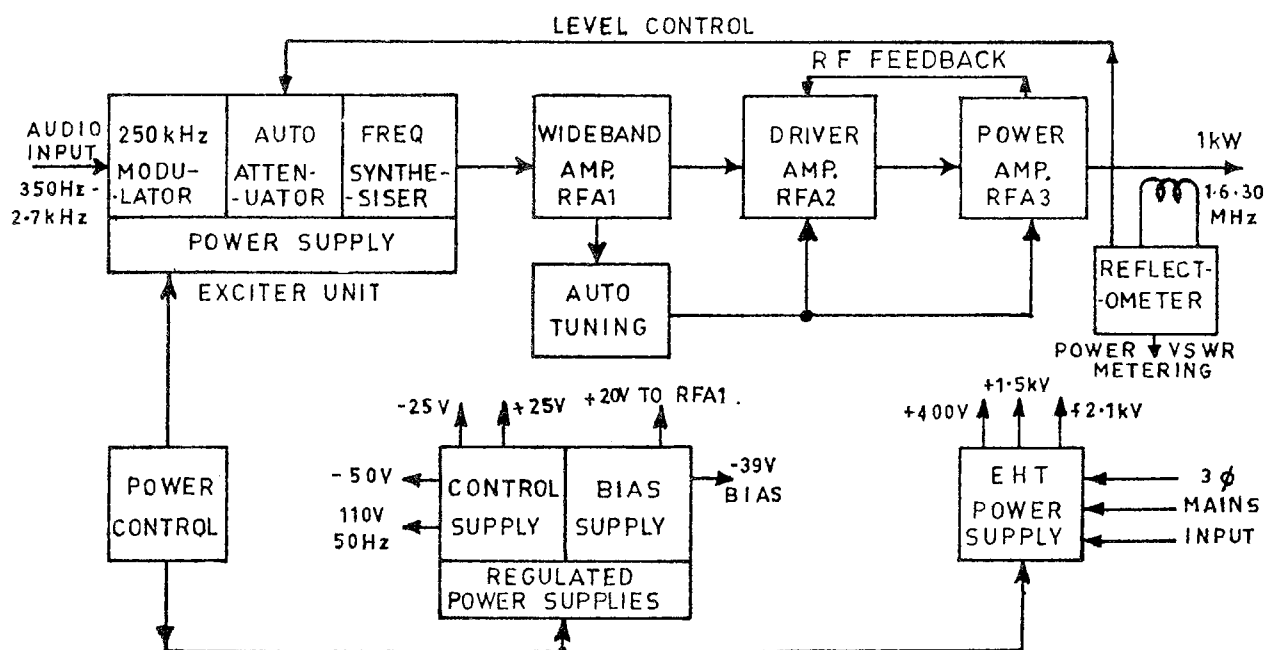 LEVEL CONTROL
RF FEEDBACK
AUDIO
INPUT
350Hz-
2·7kHz
250kHz
MODU-
-LATOR
AUTO
ATTEN-
-UATOR
FREQ
SYNTHE-
-SISER
POWER SUPPLY
EXCITER UNIT
WIDEBAND
AMP.
RFA1
DRIVER
AMP.
RFA2
POWER
AMP.
RFA3
1kW
1·6·30
MHz
AUTO
TUNING
REFLECT-
-OMETER
POWER VSWR
METERING
POWER
CONTROL
-25V
+25V
+20V TO RFA1.
-50V
110V
50Hz
CONTROL
SUPPLY
BIAS
SUPPLY
-39V
BIAS
REGULATED
POWER SUPPLIES
+400V
+1·5kV
+2·1kV
EHT
POWER
SUPPLY
3 ϕ
MAINS
INPUT